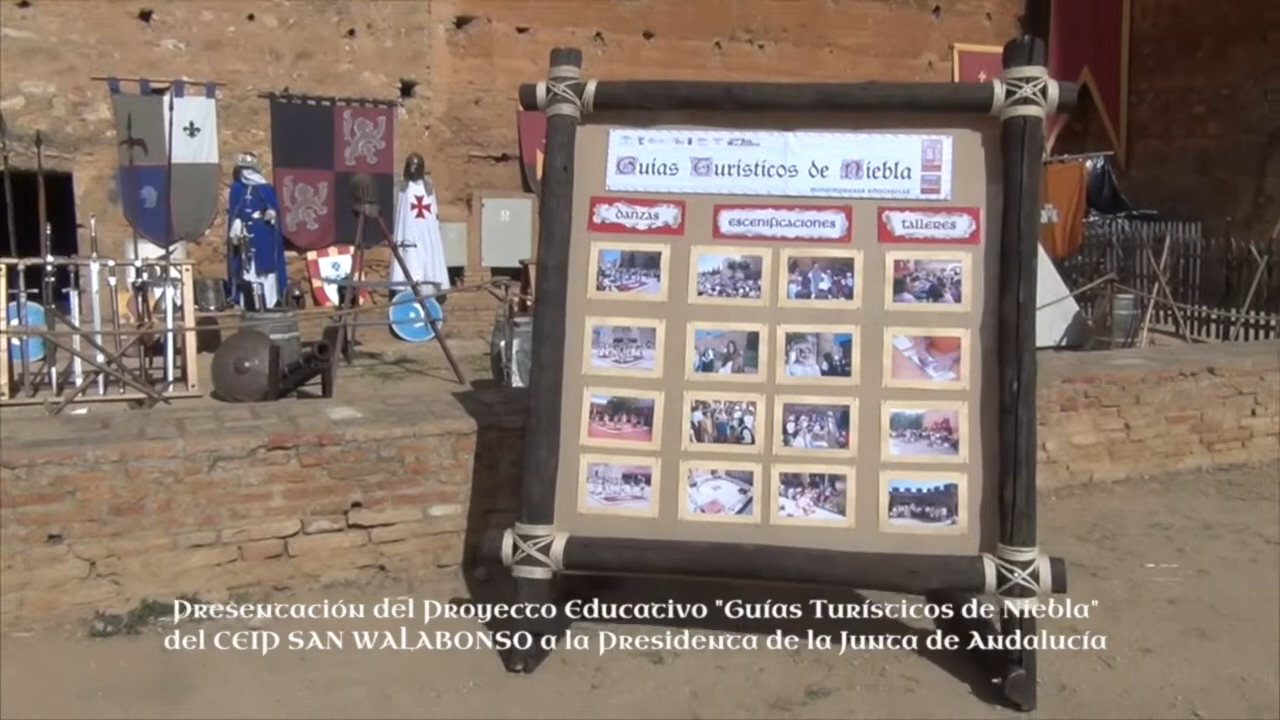 Guías Turísticos de Niebla
danzas
escenificaciones
talleres
Presentación del Proyecto Educativo "Guías Turísticos de Niebla"
del CEIP SAN WALABONSO a la Presidenta de la Junta de Andalucía